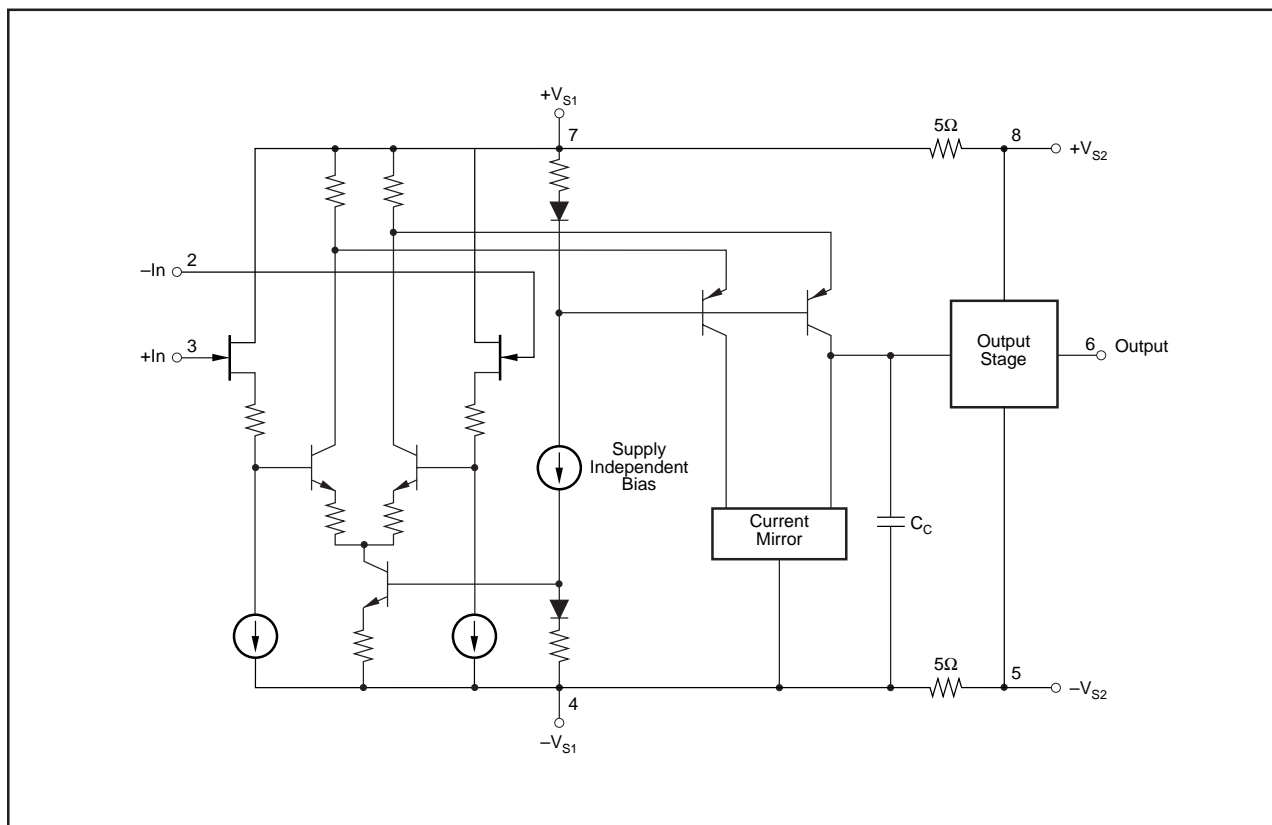 +VS1
7
5Ω
8
+VS2
–In
2
+In
3
Output
Stage
6
Output
Supply
Independent
Bias
Current
Mirror
CC
5Ω
5
–VS2
4
–VS1